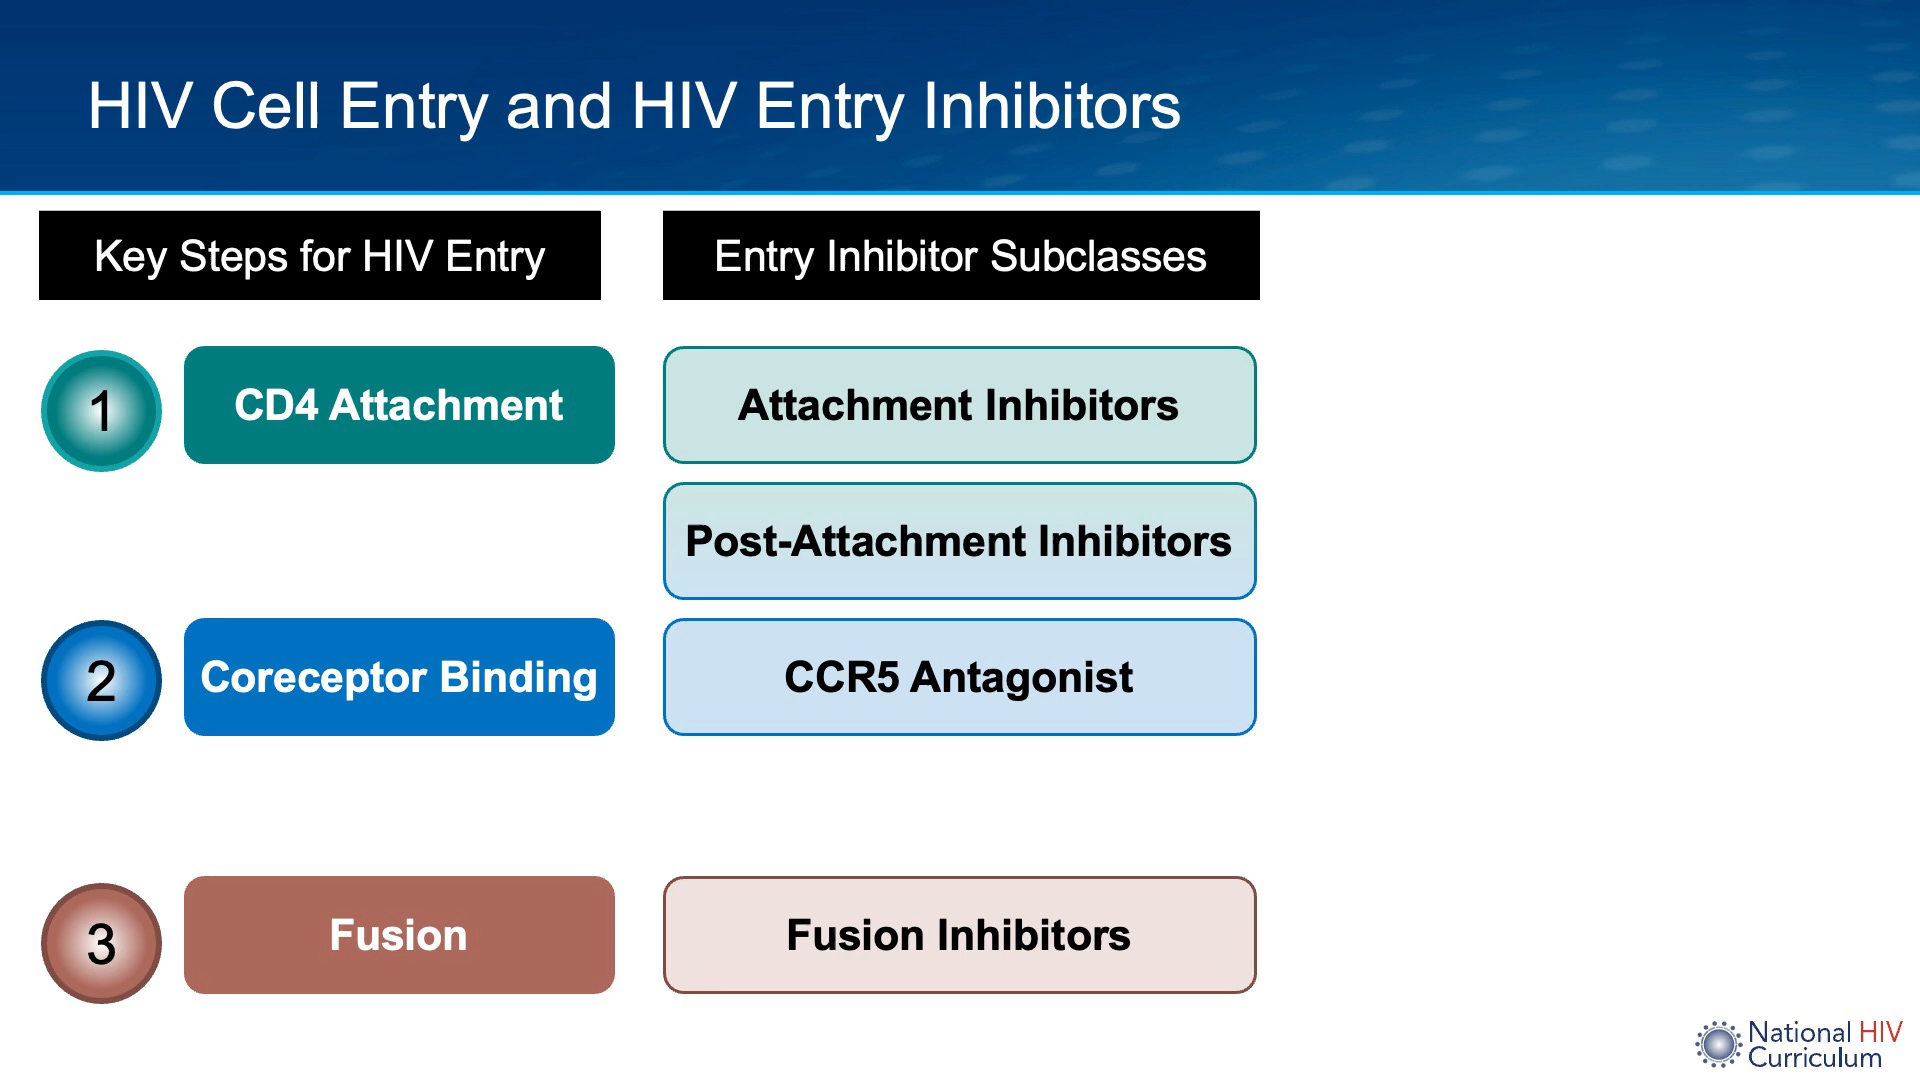 HIV Cell Entry and HIV Entry Inhibitors
Key Steps for HIV Entry
Entry Inhibitor Subclasses
1
CD4 Attachment
Attachment Inhibitors
Post-Attachment Inhibitors
2
Coreceptor Binding
CCR5 Antagonist
3
Fusion
Fusion Inhibitors
National HIV
Curriculum